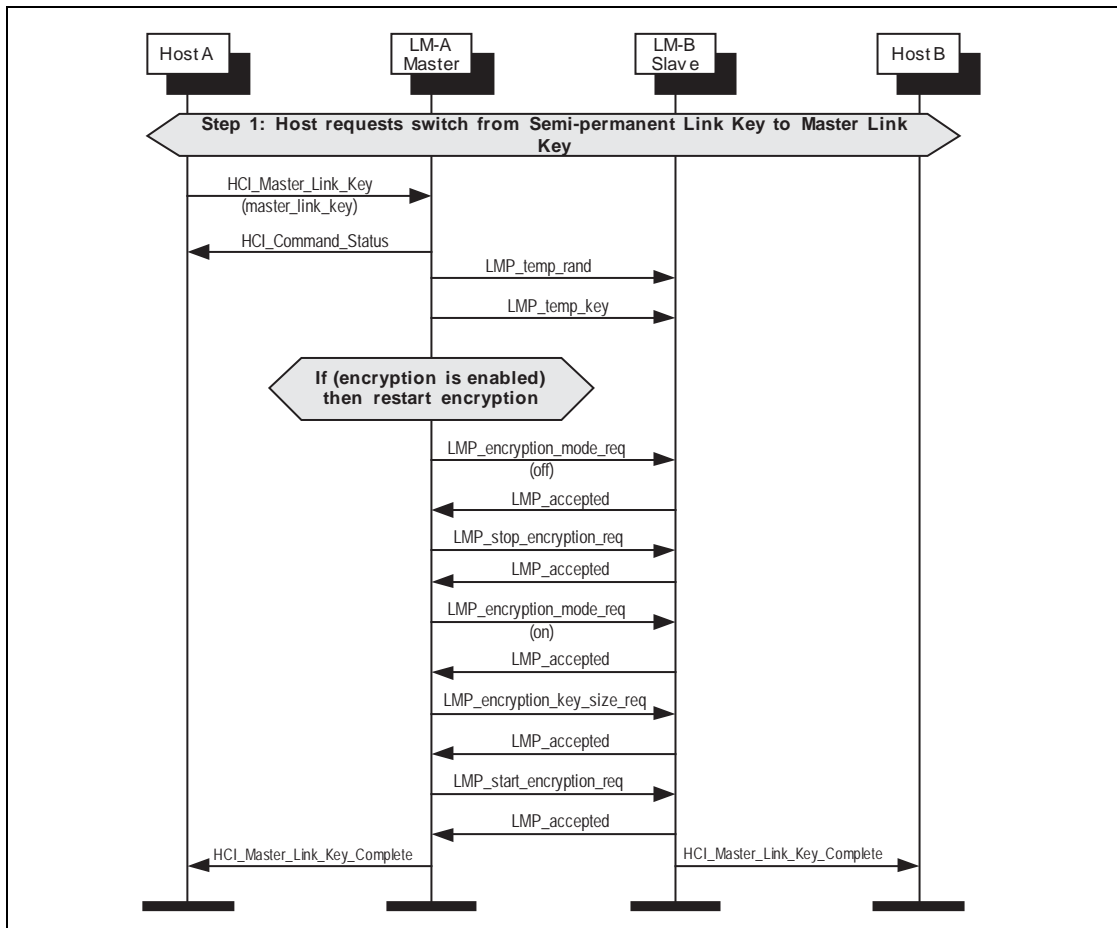 Host A
LM-A
Master
LM-B
Slave
Host B
Step 1: Host requests switch from Semi-permanent Link Key to Master Link
Key
HCI_Master_Link_Key
(master_link_key)
HCI_Command_Status
LMP_temp_rand
LMP_temp_key
If (encryption is enabled)
then restart encryption
LMP_encryption_mode_req
(off)
LMP_accepted
LMP_stop_encryption_req
LMP_accepted
LMP_encryption_mode_req
(on)
LMP_accepted
LMP_encryption_key_size_req
LMP_accepted
LMP_start_encryption_req
LMP_accepted
HCI_Master_Link_Key_Complete
HCI_Master_Link_Key_Complete